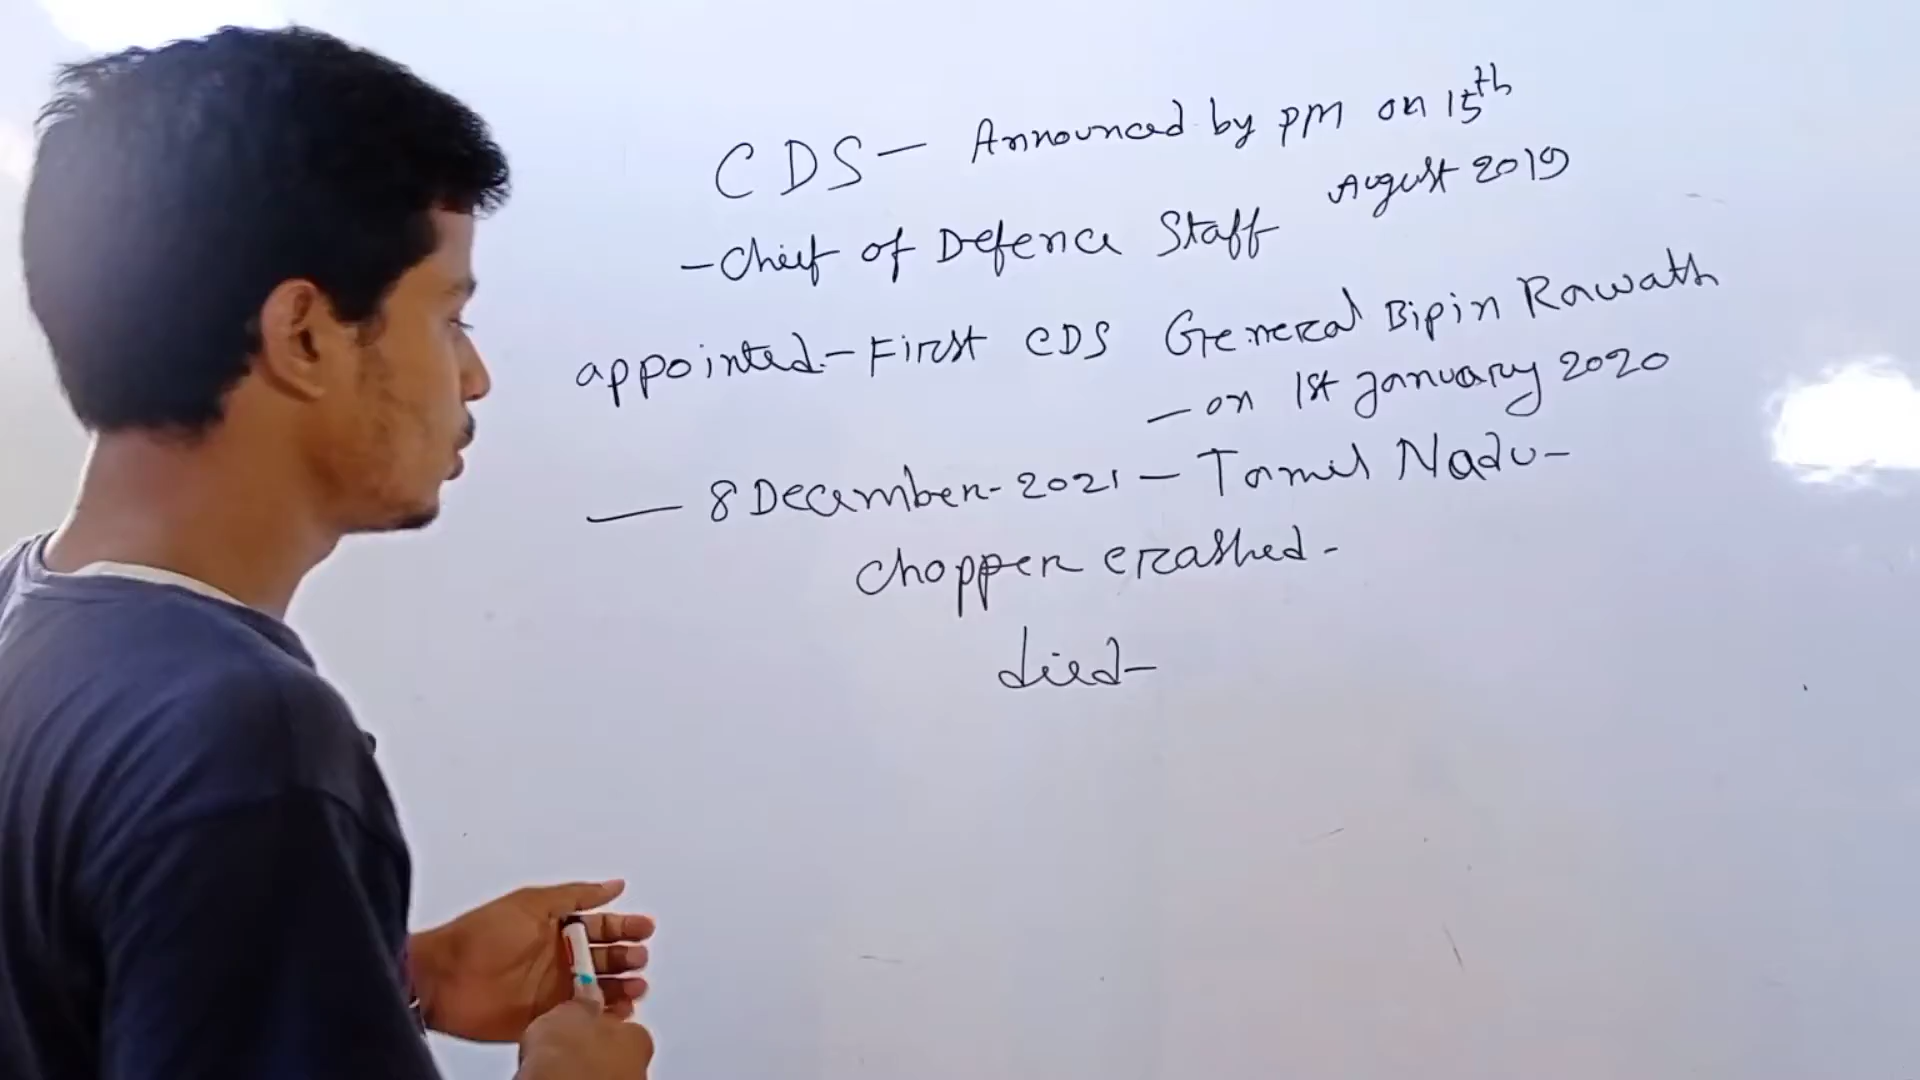 CDS — Announced by PM on 15th
August 2019
- Chief of Defence Staff
appointed - First CDS General Bipin Rawath
- on 1st January 2020
— 8 December - 2021 - Tamil Nadu -
Chopper crashed -
died -